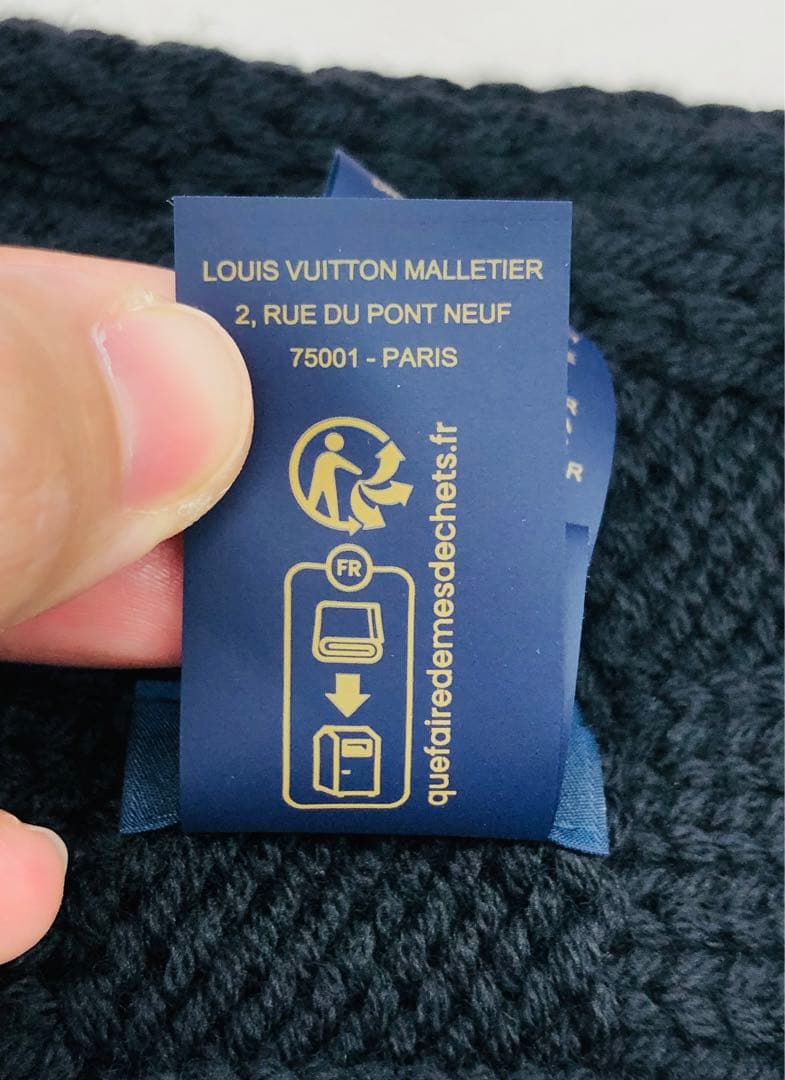 LOUIS VUITTON MALLETIER
2, RUE DU PONT NEUF
75001 - PARIS
FR
quefairedemesdechets.fr